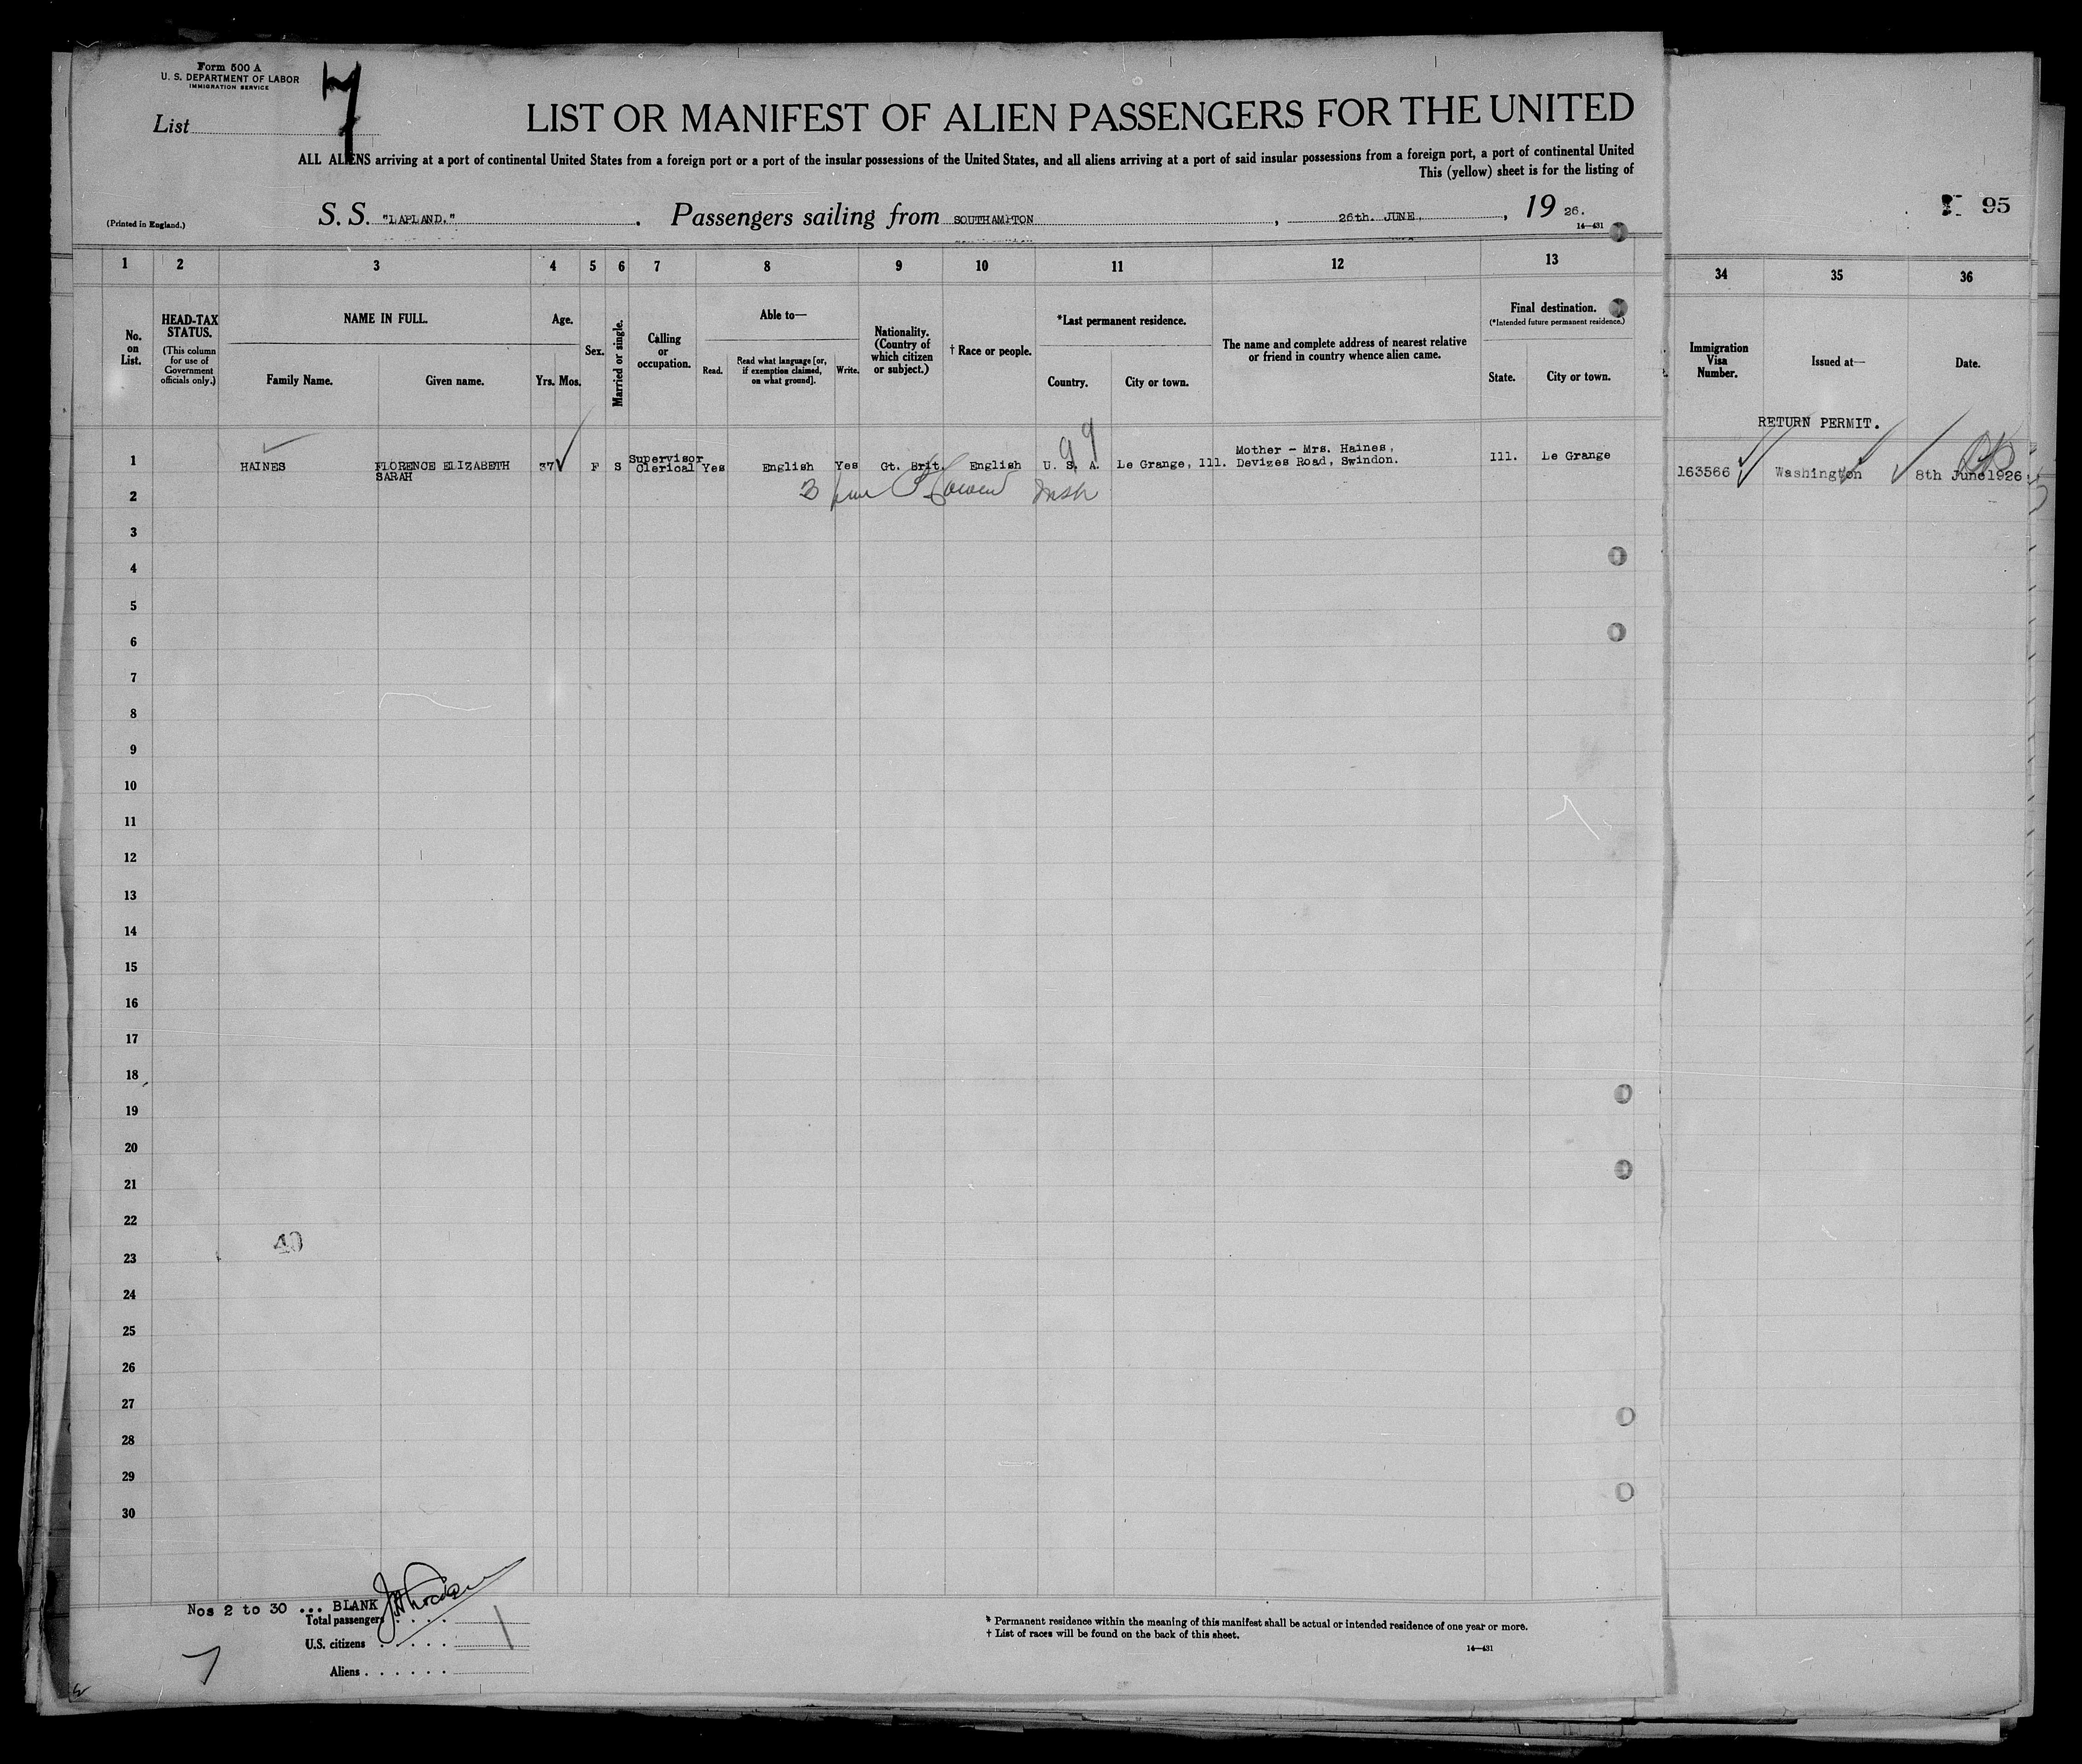 Form 500 A
U. S. DEPARTMENT OF LABOR
IMMIGRATION SERVICE
7
List
LIST OR MANIFEST OF ALIEN PASSENGERS FOR THE UNITED
ALL ALIENS arriving at a port of continental United States from a foreign port or a port of the insular possessions of the United States, and all aliens arriving at a port of said insular possessions from a foreign port, a port of continental United
This (yellow) sheet is for the listing of
(Printed in England.)
S. S. "LAPLAND." . Passengers sailing from SOUTHAMPTON , 26th. JUNE, , 19 26.
14—431
95
1 2 3 4 5 6 7 8 9 10 11 12 13 34 35 36
No. on List.
HEAD-TAX STATUS.
(This column for use of Government officials only.)
NAME IN FULL.
Family Name. Given name.
Age.
Yrs. Mos.
Sex.
Married or single.
Calling or occupation.
Able to—
Read. Read what language [or, if exemption claimed, on what ground]. Write.
Nationality. (Country of which citizen or subject.)
† Race or people.
*Last permanent residence.
Country. City or town.
The name and complete address of nearest relative or friend in country whence alien came.
Final destination.
(*Intended future permanent residence.)
State. City or town.
Immigration Visa Number.
Issued at—
Date.
RETURN PERMIT.
1 HAINES FLORENCE ELIZABETH SARAH 37 F S Supervisor Clerical Yes English Yes Gt. Brit. English U. S. A. Le Grange, Ill. Mother - Mrs. Haines, Devizes Road, Swindon. Ill. Le Grange 163566 Washington 8th June 1926
2
3
4
5
6
7
8
9
10
11
12
13
14
15
16
17
18
19
20
21
22
40
23
24
25
26
27
28
29
30
Nos 2 to 30 ... BLANK
Total passengers . . . .
U.S. citizens . . . . . 1
Aliens . . . . . .
7
* Permanent residence within the meaning of this manifest shall be actual or intended residence of one year or more.
† List of races will be found on the back of this sheet.
14—431